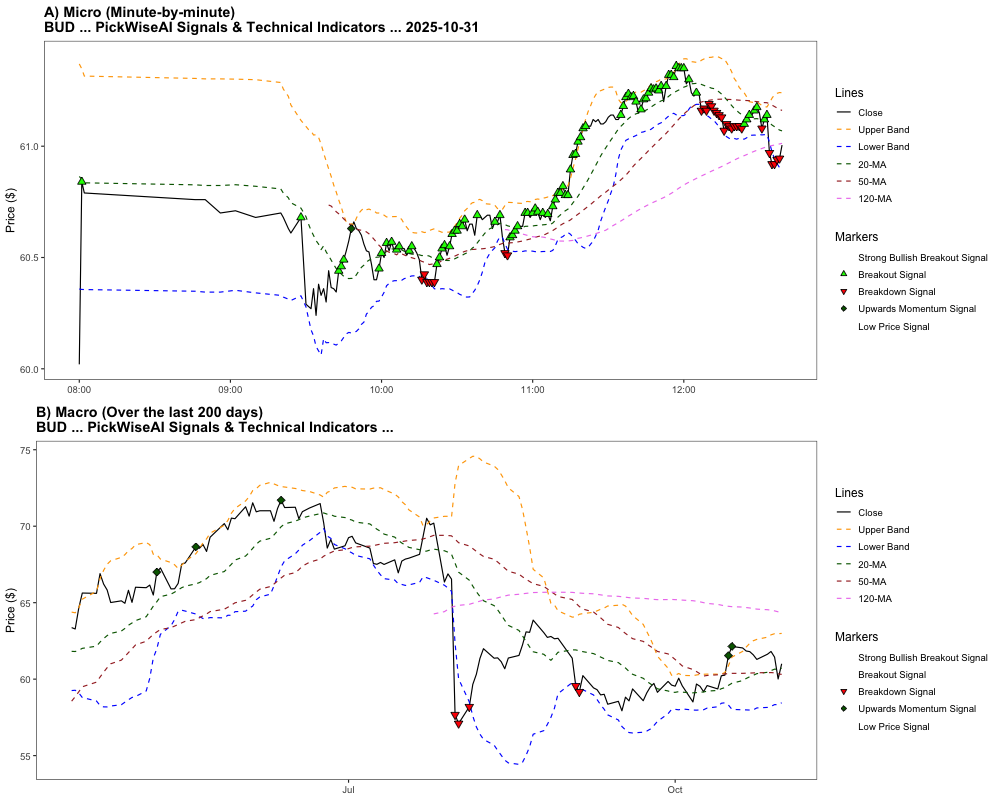 A) Micro (Minute-by-minute)
BUD ... PickWiseAI Signals & Technical Indicators ... 2025-10-31
Price ($)
61.0
60.5
60.0
08:00
09:00
10:00
11:00
12:00
Lines
Close
Upper Band
Lower Band
20-MA
50-MA
120-MA
Markers
Strong Bullish Breakout Signal
Breakout Signal
Breakdown Signal
Upwards Momentum Signal
Low Price Signal
B) Macro (Over the last 200 days)
BUD ... PickWiseAI Signals & Technical Indicators ...
Price ($)
75
70
65
60
55
Jul
Oct
Lines
Close
Upper Band
Lower Band
20-MA
50-MA
120-MA
Markers
Strong Bullish Breakout Signal
Breakout Signal
Breakdown Signal
Upwards Momentum Signal
Low Price Signal